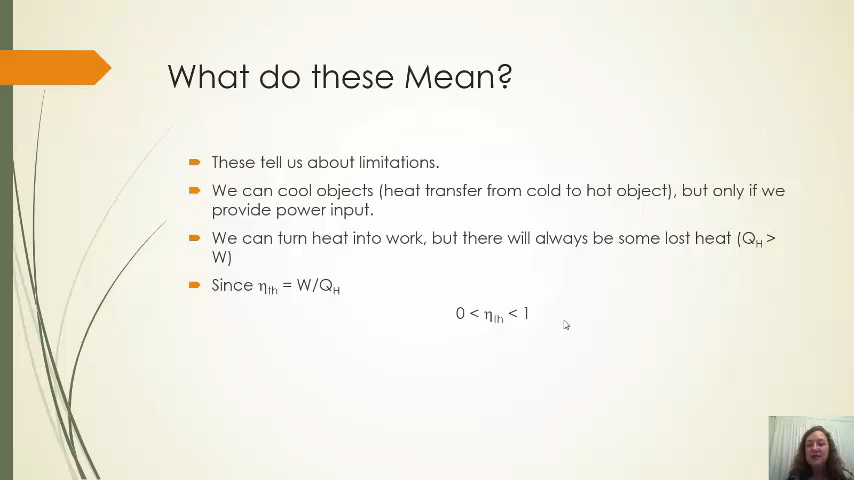 What do these Mean?
These tell us about limitations.
We can cool objects (heat transfer from cold to hot object), but only if we
provide power input.
We can turn heat into work, but there will always be some lost heat (Q_H >
W)
Since η_th = W/Q_H
0 < η_th < 1